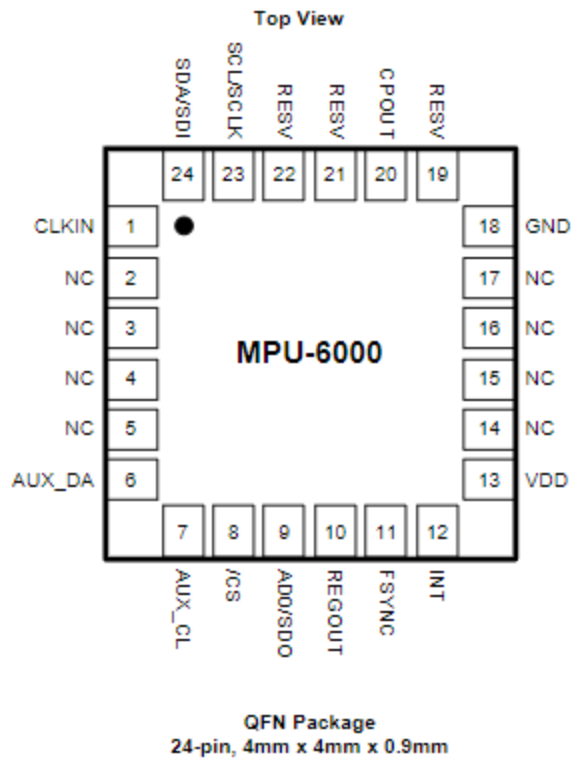 Top View
SDA/SDI SCL/SCLK RESV RESV CPOUT RESV
24 23 22 21 20 19
CLKIN 1 18 GND
NC 2 17 NC
NC 3 16 NC
MPU-6000
NC 4 15 NC
NC 5 14 NC
AUX_DA 6 13 VDD
7 8 9 10 11 12
AUX_CL /CS AD0/SDO REGOUT FSYNC INT
QFN Package
24-pin, 4mm x 4mm x 0.9mm